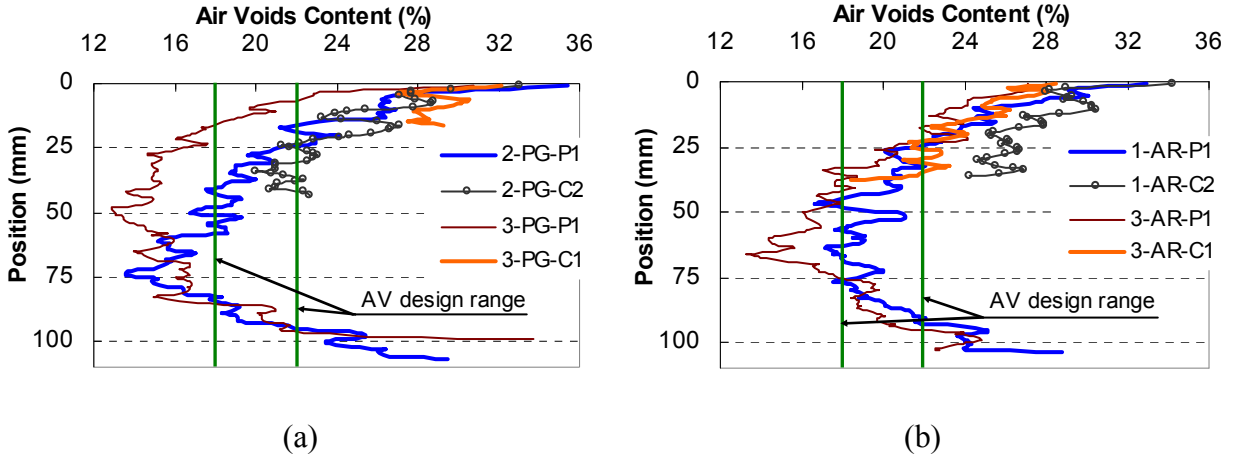 Air Voids Content (%)
12 16 20 24 28 32 36
Position (mm)
0
25
50
75
100
2-PG-P1
2-PG-C2
3-PG-P1
3-PG-C1
AV design range
(a)
Air Voids Content (%)
12 16 20 24 28 32 36
Position (mm)
0
25
50
75
100
1-AR-P1
1-AR-C2
3-AR-P1
3-AR-C1
AV design range
(b)